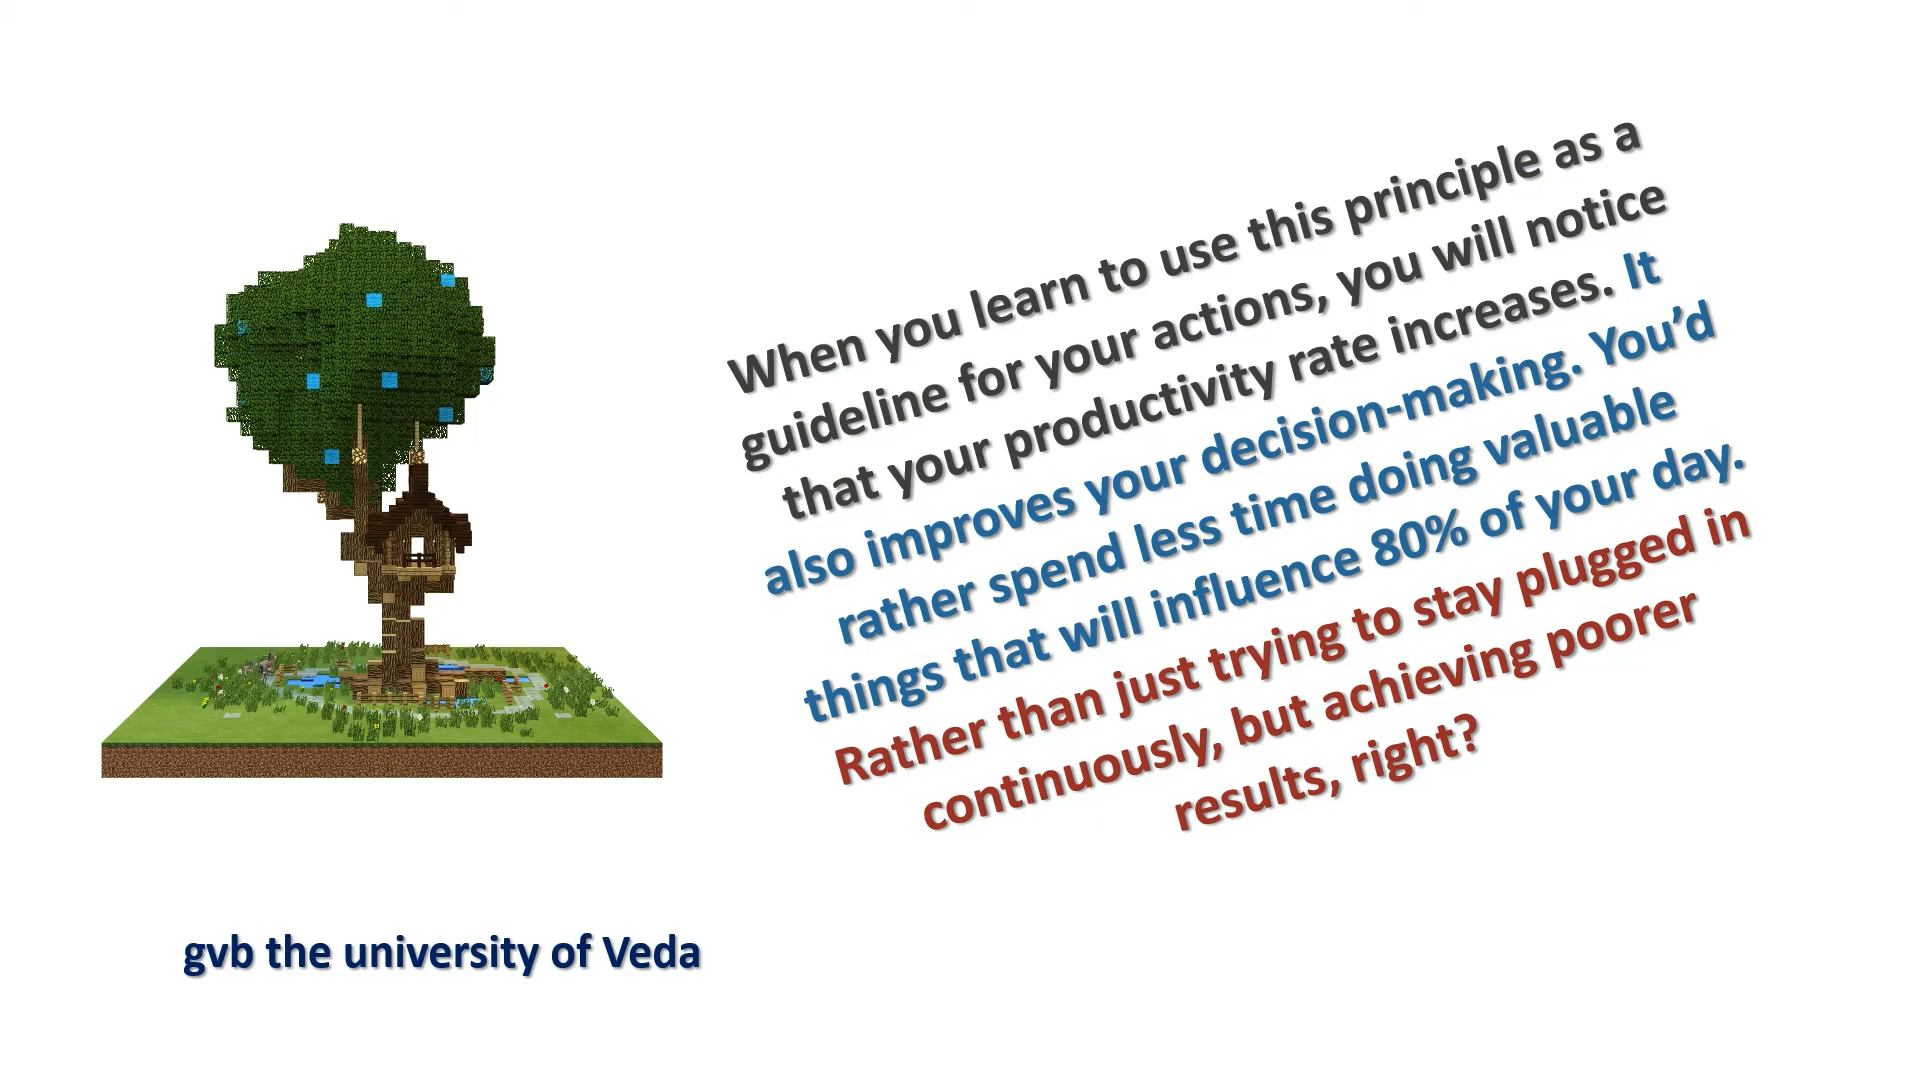 When you learn to use this principle as a
guideline for your actions, you will notice
that your productivity rate increases. It
also improves your decision-making. You’d
rather spend less time doing valuable
things that will influence 80% of your day.
Rather than just trying to stay plugged in
continuously, but achieving poorer
results, right?
gvb the university of Veda